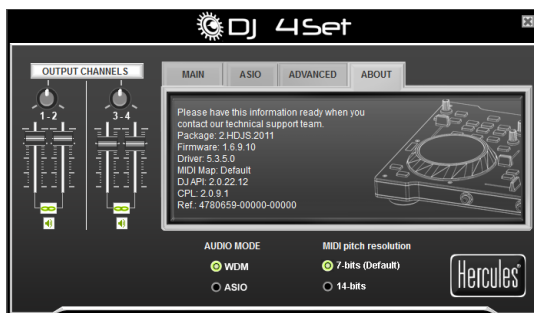 DJ 4Set
OUTPUT CHANNELS
1-2
3-4
MAIN
ASIO
ADVANCED
ABOUT
Please have this information ready when you
contact our technical support team.
Package: 2.HDJS.2011
Firmware: 1.6.9.10
Driver: 5.3.5.0
MIDI Map: Default
DJ API: 2.0.22.12
CPL: 2.0.9.1
Ref.: 4780659-00000-00000
AUDIO MODE
WDM
ASIO
MIDI pitch resolution
7-bits (Default)
14-bits
Hercules